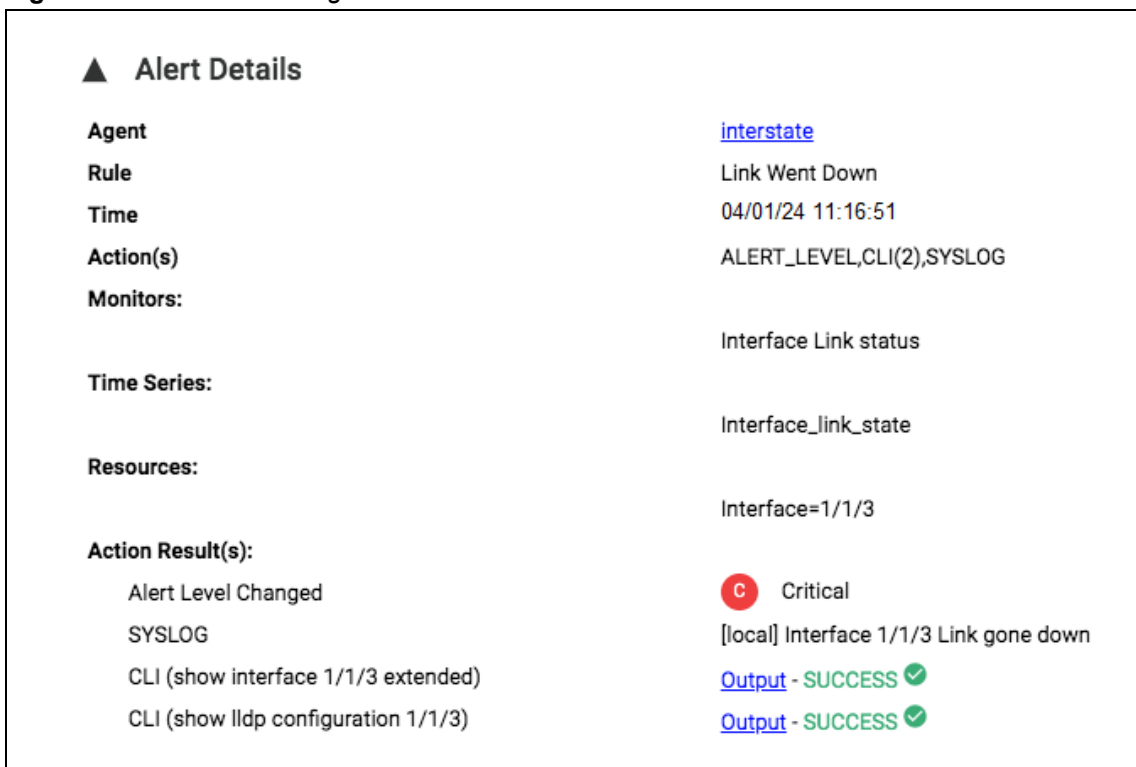 Alert Details
Agent interstate
Rule Link Went Down
Time 04/01/24 11:16:51
Action(s) ALERT_LEVEL,CLI(2),SYSLOG
Monitors:
Interface Link status
Time Series:
Interface_link_state
Resources:
Interface=1/1/3
Action Result(s):
Alert Level Changed C Critical
SYSLOG [local] Interface 1/1/3 Link gone down
CLI (show interface 1/1/3 extended) Output - SUCCESS
CLI (show lldp configuration 1/1/3) Output - SUCCESS